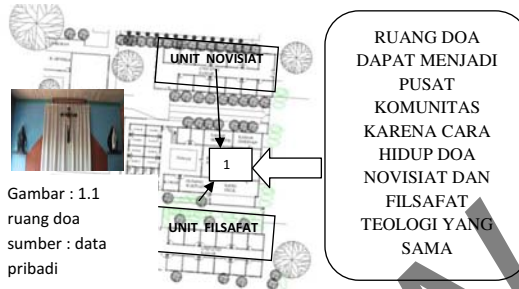 UNIT NOVISIAT
1
UNIT FILSAFAT
Gambar : 1.1
ruang doa
sumber : data
pribadi
RUANG DOA
DAPAT MENJADI
PUSAT
KOMUNITAS
KARENA CARA
HIDUP DOA
NOVISIAT DAN
FILSAFAT
TEOLOGI YANG
SAMA